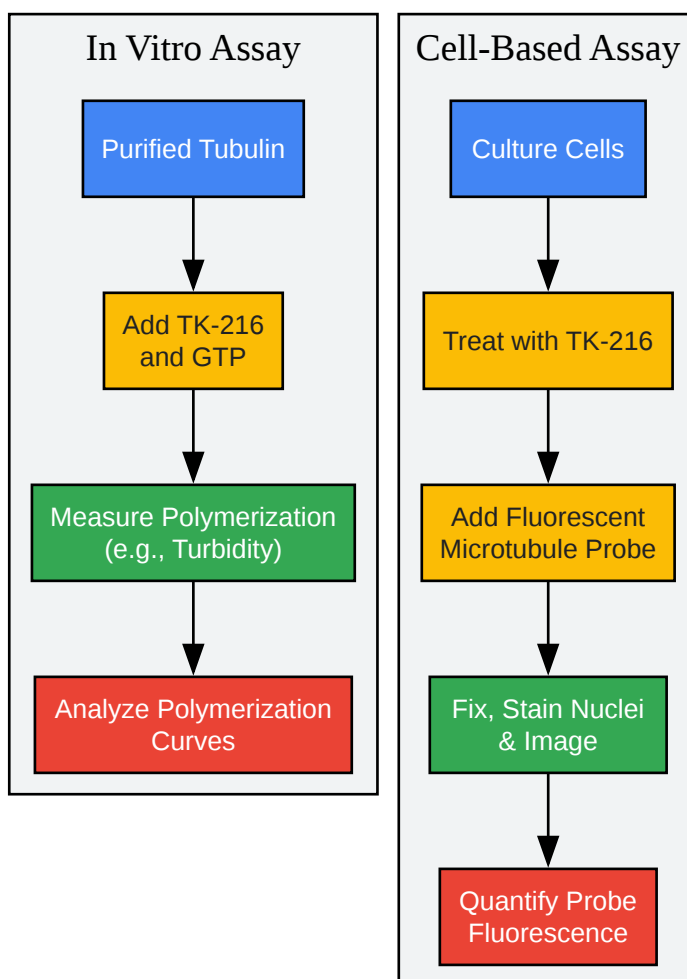 In Vitro Assay
Purified Tubulin
Add TK-216
and GTP
Measure Polymerization
(e.g., Turbidity)
Analyze Polymerization
Curves
Cell-Based Assay
Culture Cells
Treat with TK-216
Add Fluorescent
Microtubule Probe
Fix, Stain Nuclei
& Image
Quantify Probe
Fluorescence